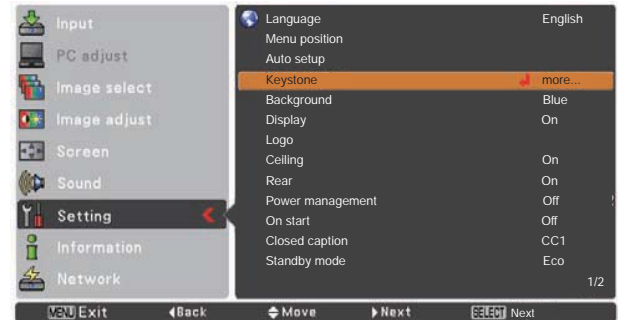 Input
PC adjust
Image select
Image adjust
Screen
Sound
Setting
Information
Network
Language English
Menu position
Auto setup
Keystone more...
Background Blue
Display On
Logo
Ceiling On
Rear On
Power management Off
On start Off
Closed caption CC1
Standby mode Eco
1/2
MENU Exit Back Move Next SELECT Next